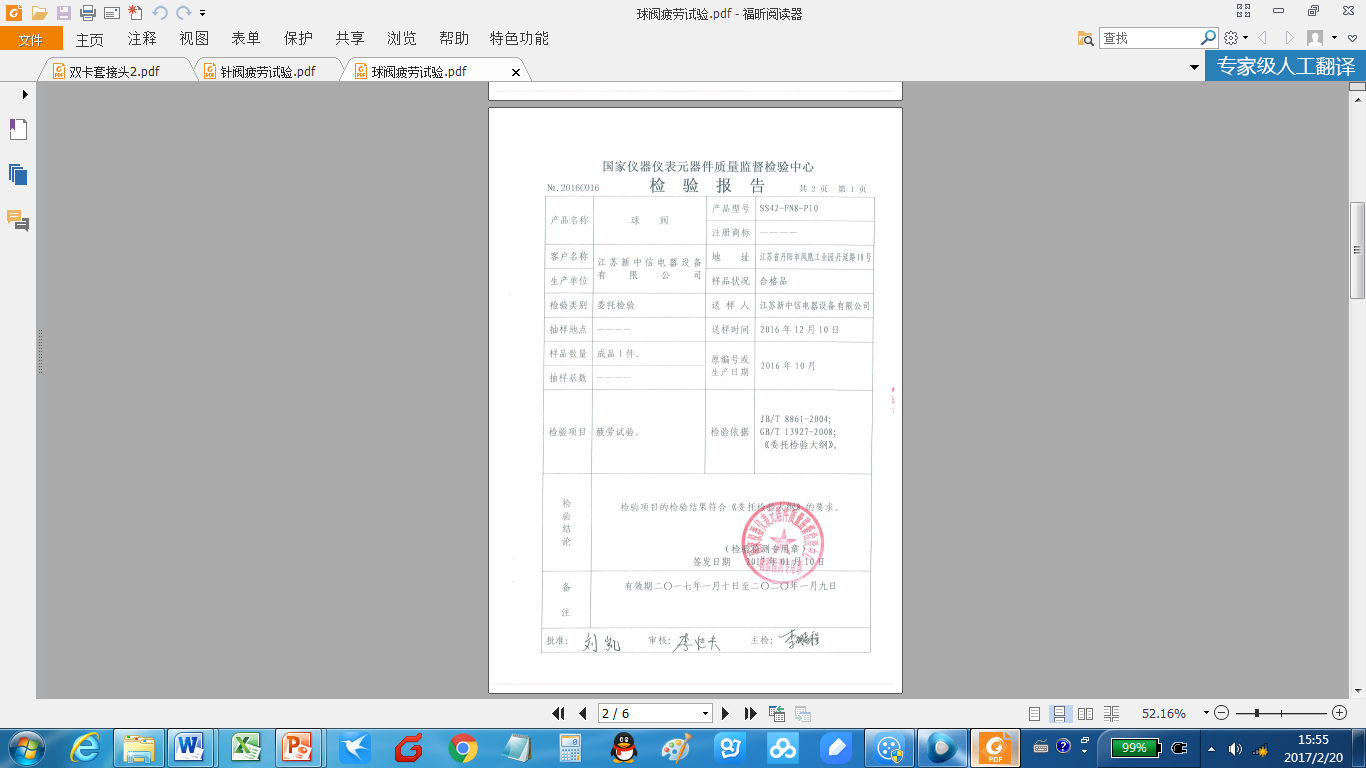 球阀疲劳试验.pdf - 福昕阅读器
文件 主页 注释 视图 表单 保护 共享 浏览 帮助 特色功能
查找
双卡套接头2.pdf 针阀疲劳试验.pdf 球阀疲劳试验.pdf
专家级人工翻译
国家仪器仪表元器件质量监督检验中心
№.2016C016 检 验 报 告 共 2 页 第 1 页
产品名称 球 阀 产品型号 SS42-FN8-P10
注册商标 ————
客户名称 江苏新中信电器设备有限公司 地 址 江苏省丹阳市凤凰工业园丹延路18号
生产单位 样品状况 合格品
检验类别 委托检验 送 样 人 江苏新中信电器设备有限公司
抽样地点 ———— 送样时间 2016 年 12 月 10 日
样品数量 成品 1 件。 原编号或生产日期 2016 年 10 月
抽样基数 ————
检验项目 疲劳试验。 检验依据 JB/T 8861-2004;
GB/T 13927-2008;
《委托检验大纲》。
检验结论 检验项目的检验结果符合《委托检验大纲》的要求。
(检验检测专用章)
签发日期 2017 年 01 月 10 日
备注 有效期二〇一七年一月十日至二〇二〇年一月九日
批准: 刘凯 审核: 主检:
2 / 6
52.16%
99%
15:55
2017/2/20